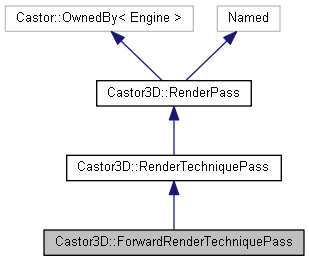 Castor::OwnedBy< Engine >
Named
Castor3D::RenderPass
Castor3D::RenderTechniquePass
Castor3D::ForwardRenderTechniquePass